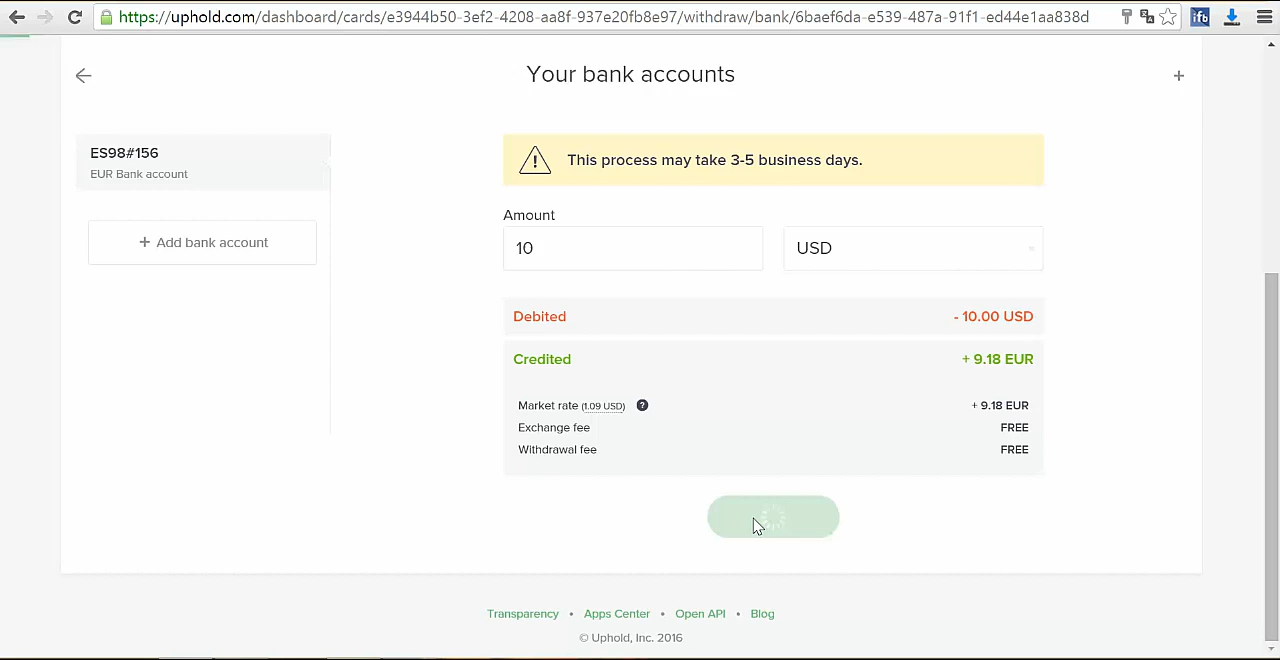 https://uphold.com/dashboard/cards/e3944b50-3ef2-4208-aa8f-937e20fb8e97/withdraw/bank/6baef6da-e539-487a-91f1-ed44e1aa838d
ifb
Your bank accounts
+
ES98#156
EUR Bank account
+ Add bank account
! This process may take 3-5 business days.
Amount
10 USD
Debited - 10.00 USD
Credited + 9.18 EUR
Market rate (1.09 USD) ? + 9.18 EUR
Exchange fee FREE
Withdrawal fee FREE
Transparency • Apps Center • Open API • Blog
© Uphold, Inc. 2016